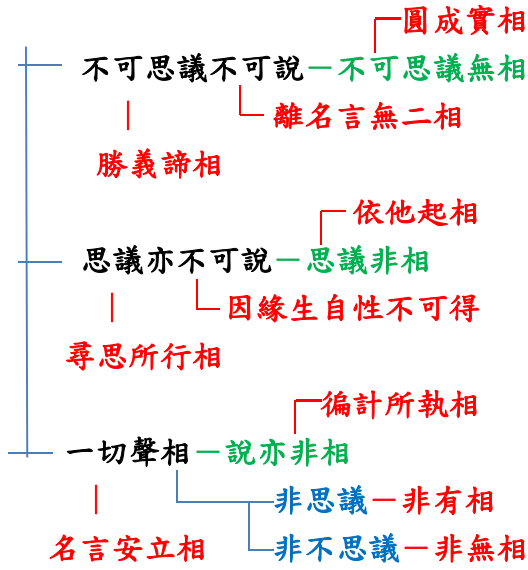 圓成實相
不可思議不可說－不可思議無相
離名言無二相
勝義諦相
依他起相
思議亦不可說－思議非相
因緣生自性不可得
尋思所行相
徧計所執相
一切聲相－說亦非相
非思議－非有相
非不思議－非無相
名言安立相